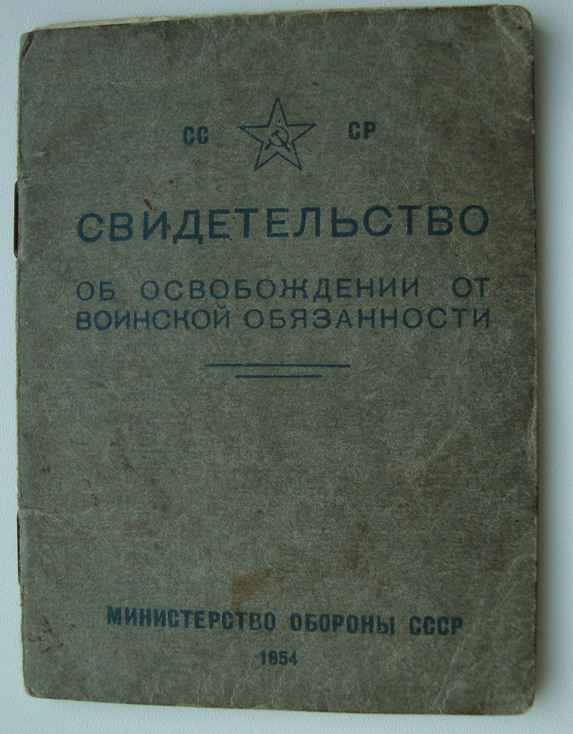 СС СР
СВИДЕТЕЛЬСТВО
ОБ ОСВОБОЖДЕНИИ ОТ
ВОИНСКОЙ ОБЯЗАННОСТИ
МИНИСТЕРСТВО ОБОРОНЫ СССР
1954